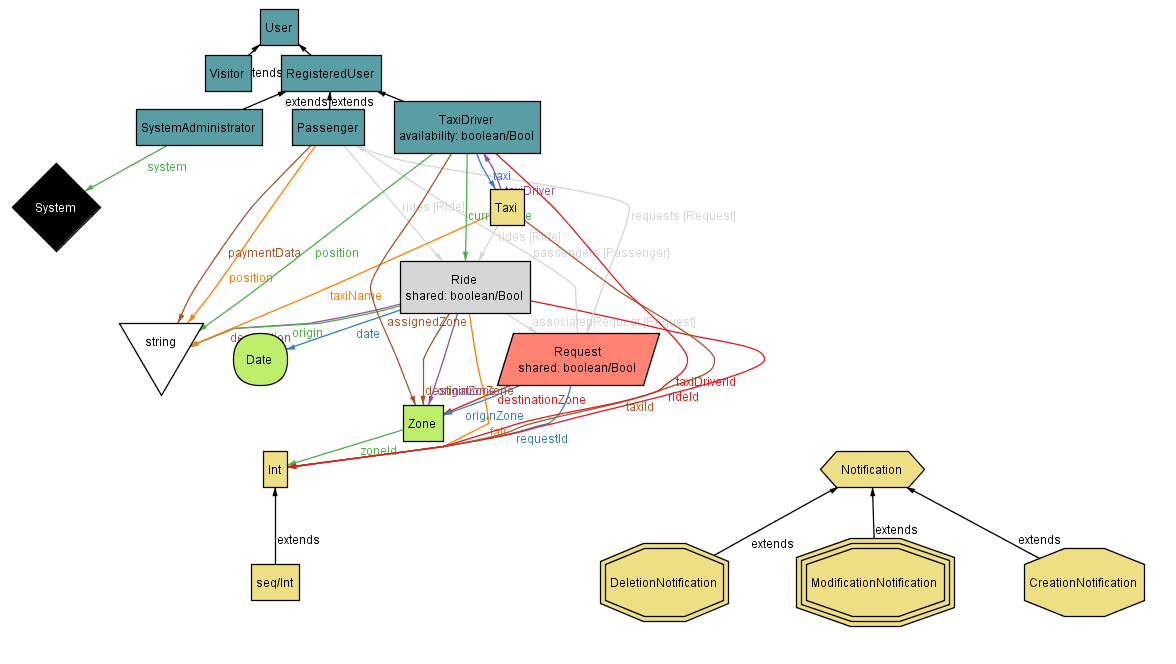 User
Visitor
tends
RegisteredUser
extends
extends
SystemAdministrator
Passenger
TaxiDriver
availability: boolean/Bool
system
taxi
System
rides [Ride]
Taxi
requests [Request]
rides [Ride]
paymentData
position
passengers [Passenger]
position
Ride
shared: boolean/Bool
taxiName
assignedZone
associatedRequest [Request]
string
origin
date
Date
Request
shared: boolean/Bool
taxiDriverId
destinationZone
rideId
taxiId
Zone
originZone
requestId
fair
zoneId
Int
Notification
extends
extends
extends
extends
seq/Int
DeletionNotification
ModificationNotification
CreationNotification